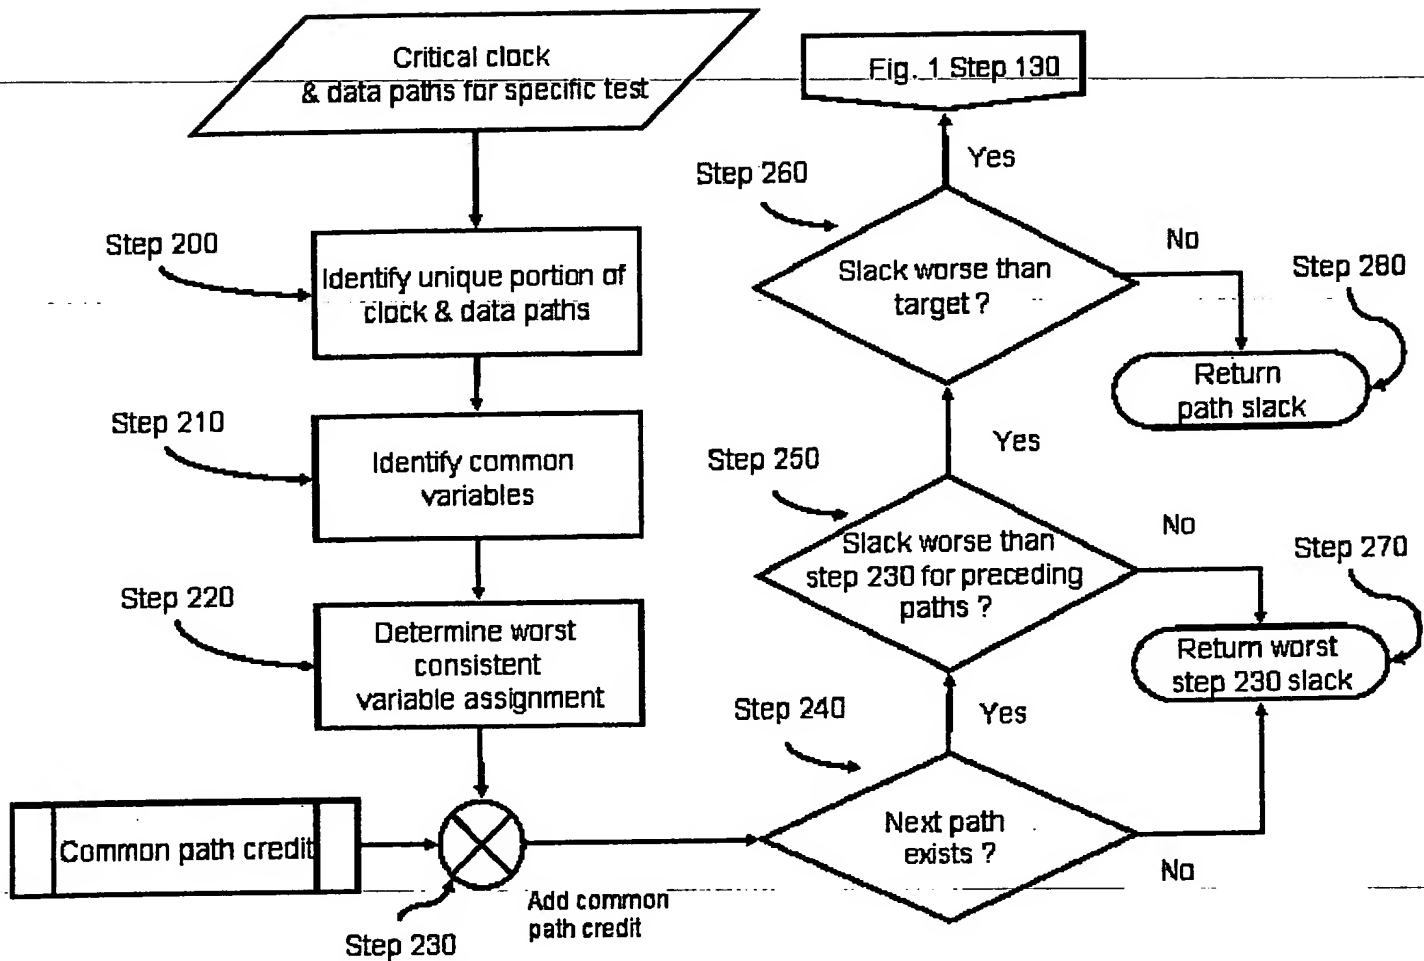 Critical clock
& data paths for specific test
Step 200
Identify unique portion of
clock & data paths
Step 210
Identify common
variables
Step 220
Determine worst
consistent
variable assignment
Common path credit
Step 230
Add common
path credit
Fig. 1 Step 130
Yes
Step 260
Slack worse than
target ?
No
Step 280
Return
path slack
Yes
Step 250
Slack worse than
step 230 for preceding
paths ?
No
Step 270
Return worst
step 230 slack
Yes
Step 240
Next path
exists ?
No